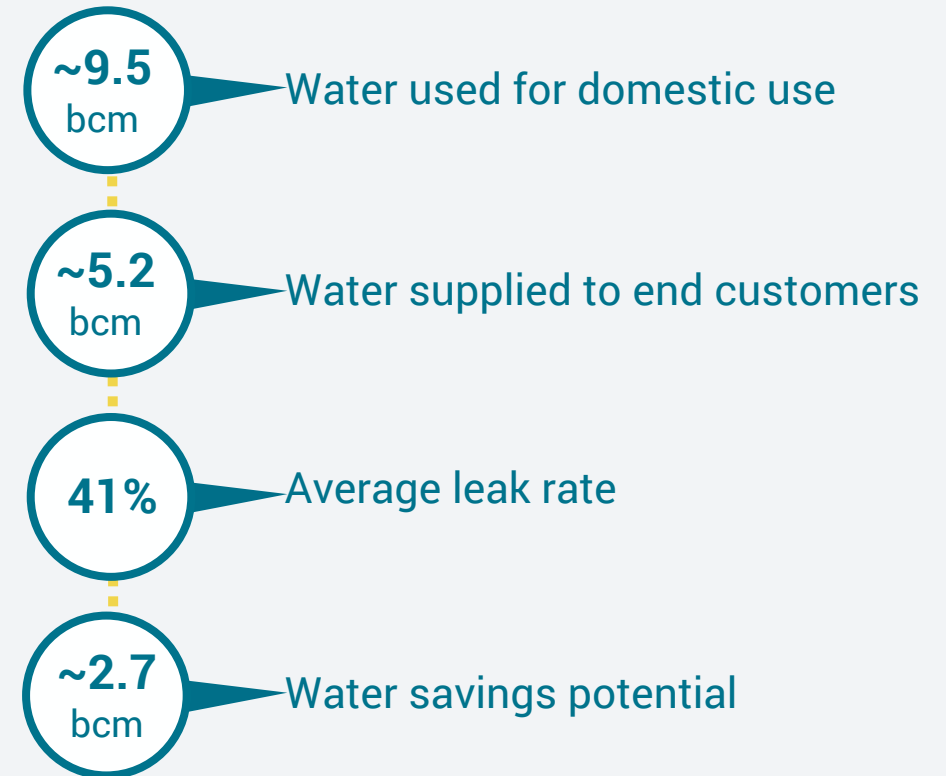 ~9.5
bcm
Water used for domestic use
~5.2
bcm
Water supplied to end customers
41%
Average leak rate
~2.7
bcm
Water savings potential